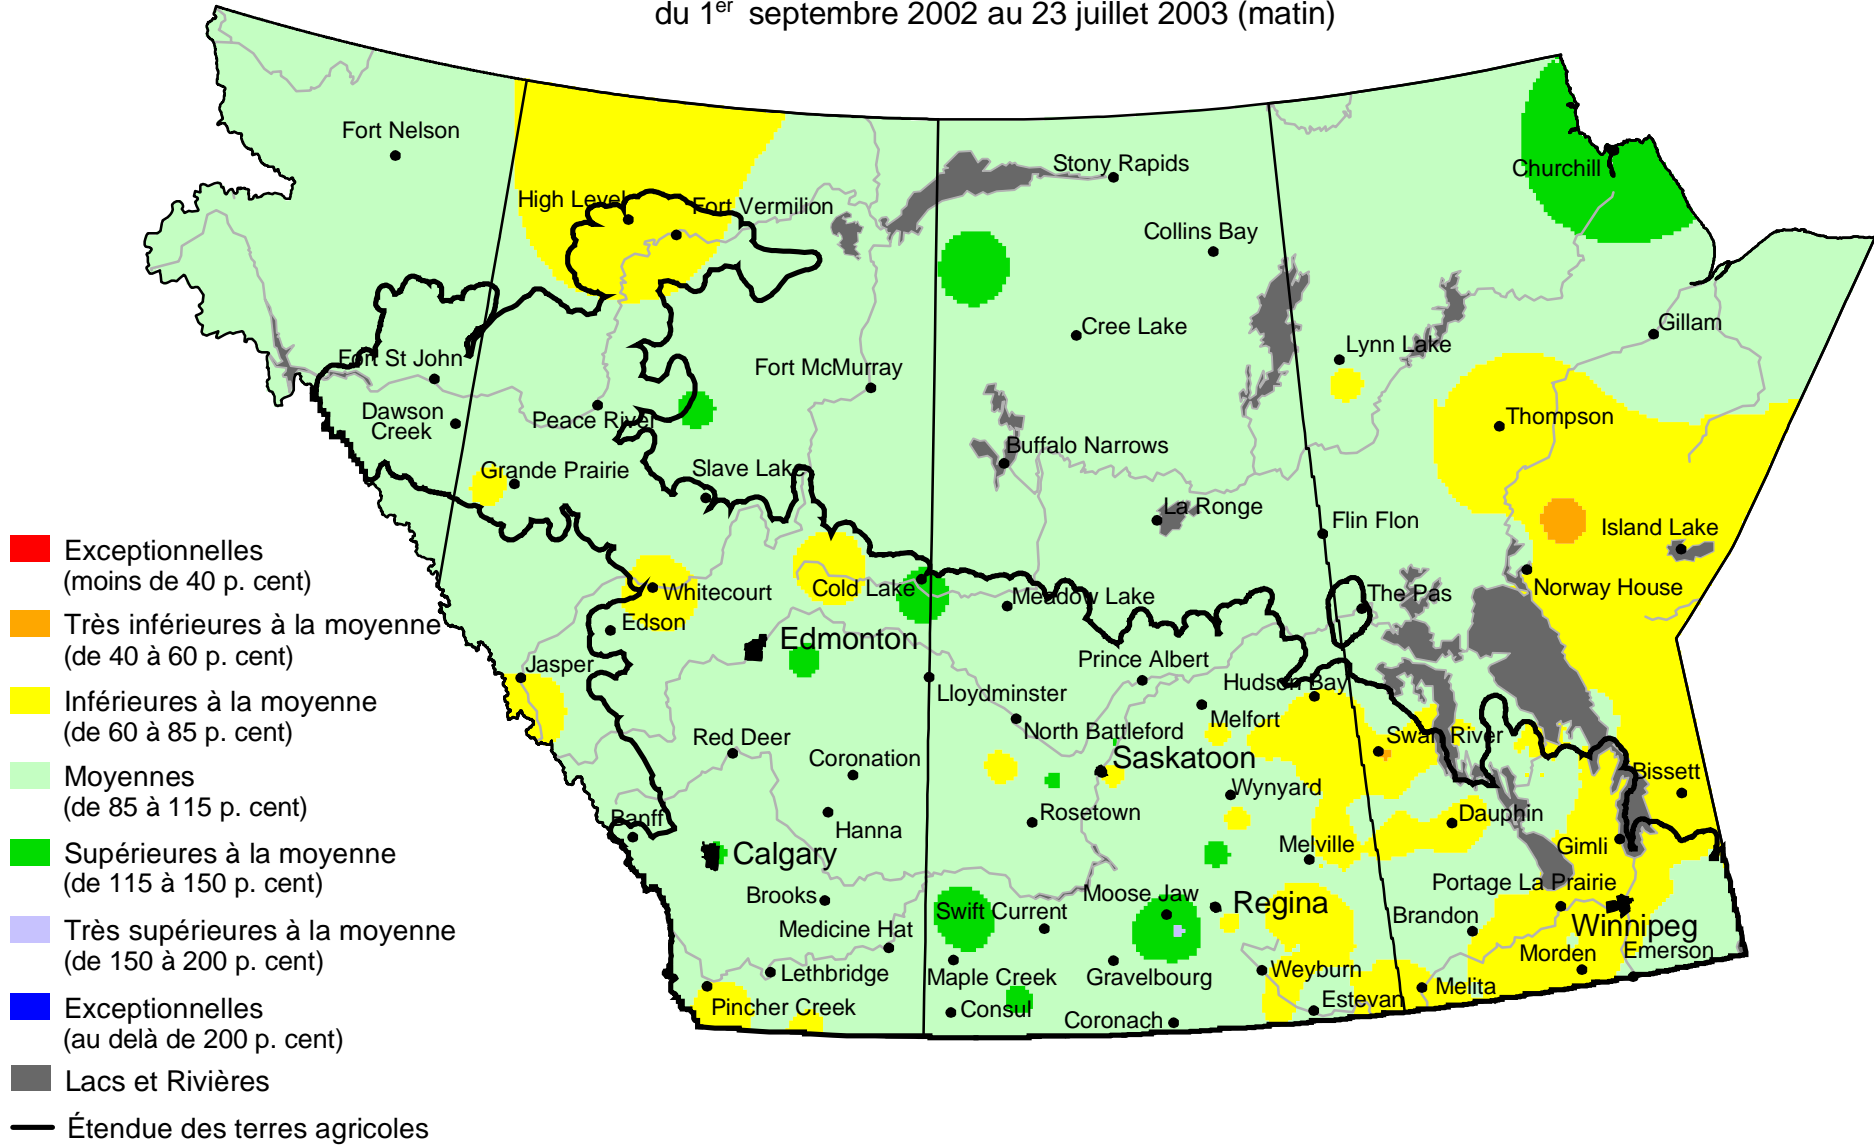 du 1er septembre 2002 au 23 juillet 2003 (matin)
Fort Nelson
Stony Rapids
Churchill
High Level
Fort Vermilion
Collins Bay
Cree Lake
Gillam
Lynn Lake
Fort St John
Fort McMurray
Dawson
Creek
Peace River
Thompson
Buffalo Narrows
Grande Prairie
Slave Lake
La Ronge
Flin Flon
Island Lake
Exceptionnelles
(moins de 40 p. cent)
Whitecourt
Cold Lake
Meadow Lake
The Pas
Norway House
Très inférieures à la moyenne
(de 40 à 60 p. cent)
Edson
Edmonton
Jasper
Prince Albert
Hudson Bay
Lloydminster
Inférieures à la moyenne
(de 60 à 85 p. cent)
Melfort
North Battleford
Red Deer
Swan River
Coronation
Saskatoon
Bissett
Moyennes
(de 85 à 115 p. cent)
Wynyard
Banff
Hanna
Rosetown
Dauphin
Melville
Gimli
Supérieures à la moyenne
(de 115 à 150 p. cent)
Calgary
Brooks
Moose Jaw
Portage La Prairie
Swift Current
Regina
Brandon
Très supérieures à la moyenne
(de 150 à 200 p. cent)
Medicine Hat
Winnipeg
Morden
Emerson
Lethbridge
Maple Creek
Gravelbourg
Weyburn
Melita
Exceptionnelles
(au delà de 200 p. cent)
Pincher Creek
Consul
Coronach
Estevan
Lacs et Rivières
Étendue des terres agricoles